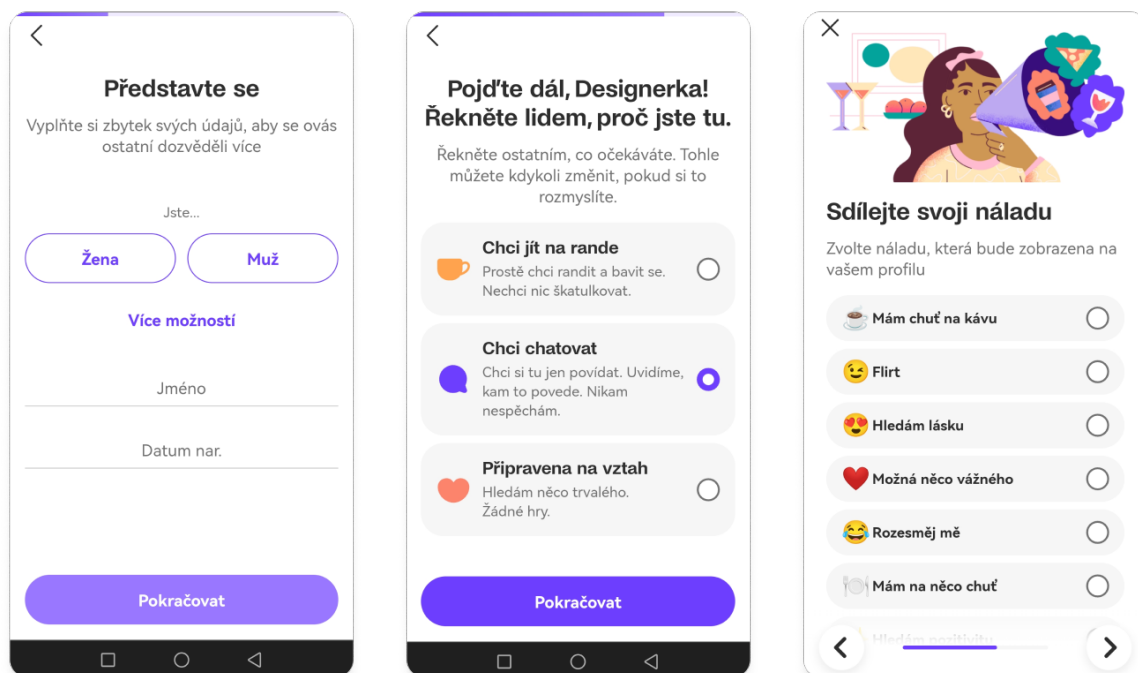 Představte se
Vyplňte si zbytek svých údajů, aby se ovás
ostatní dozvěděli více
Jste...
Žena
Muž
Více možností
Jméno
Datum nar.
Pokračovat
Pojďte dál, Designerka!
Řekněte lidem, proč jste tu.
Řekněte ostatním, co očekáváte. Tohle
můžete kdykoli změnit, pokud si to
rozmyslíte.
Chci jít na rande
Prostě chci randit a bavit se.
Nechci nic škatulkovat.
Chci chatovat
Chci si tu jen povídat. Uvidíme,
kam to povede. Nikam
nespěchám.
Připravena na vztah
Hledám něco trvalého.
Žádné hry.
Pokračovat
Sdílejte svoji náladu
Zvolte náladu, která bude zobrazena na
vašem profilu
Mám chuť na kávu
Flirt
Hledám lásku
Možná něco vážného
Rozesměj mě
Mám na něco chuť
Hledám pozitivitu